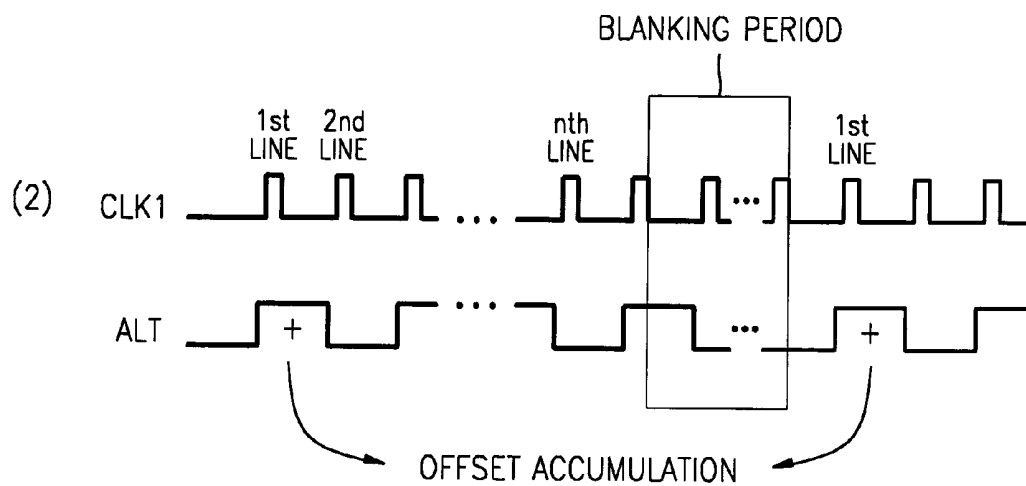 BLANKING PERIOD
1st LINE
2nd LINE
nth LINE
1st LINE
(2)
CLK1
...
...
ALT
+
...
...
+
OFFSET ACCUMULATION